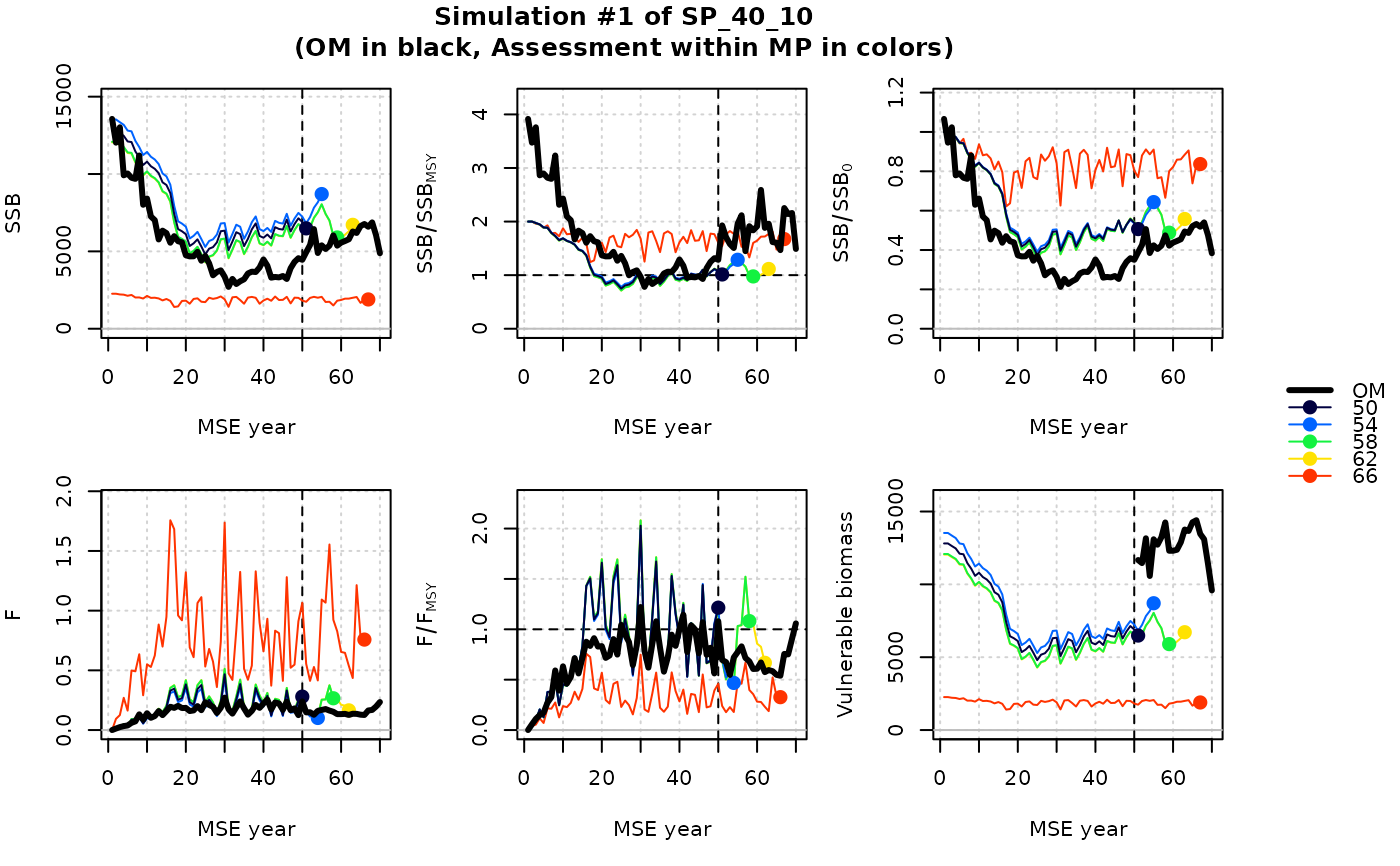 Simulation #1 of SP_40_10
(OM in black, Assessment within MP in colors)
SSB
0 5000 15000
0 20 40 60
MSE year
SSB/SSB_MSY
0 1 2 3 4
0 20 40 60
MSE year
SSB/SSB_0
0.0 0.4 0.8 1.2
0 20 40 60
MSE year
OM
50
54
58
62
66
F
0.0 0.5 1.0 1.5 2.0
0 20 40 60
MSE year
F/F_MSY
0.0 1.0 2.0
0 20 40 60
MSE year
Vulnerable biomass
0 5000 15000
0 20 40 60
MSE year